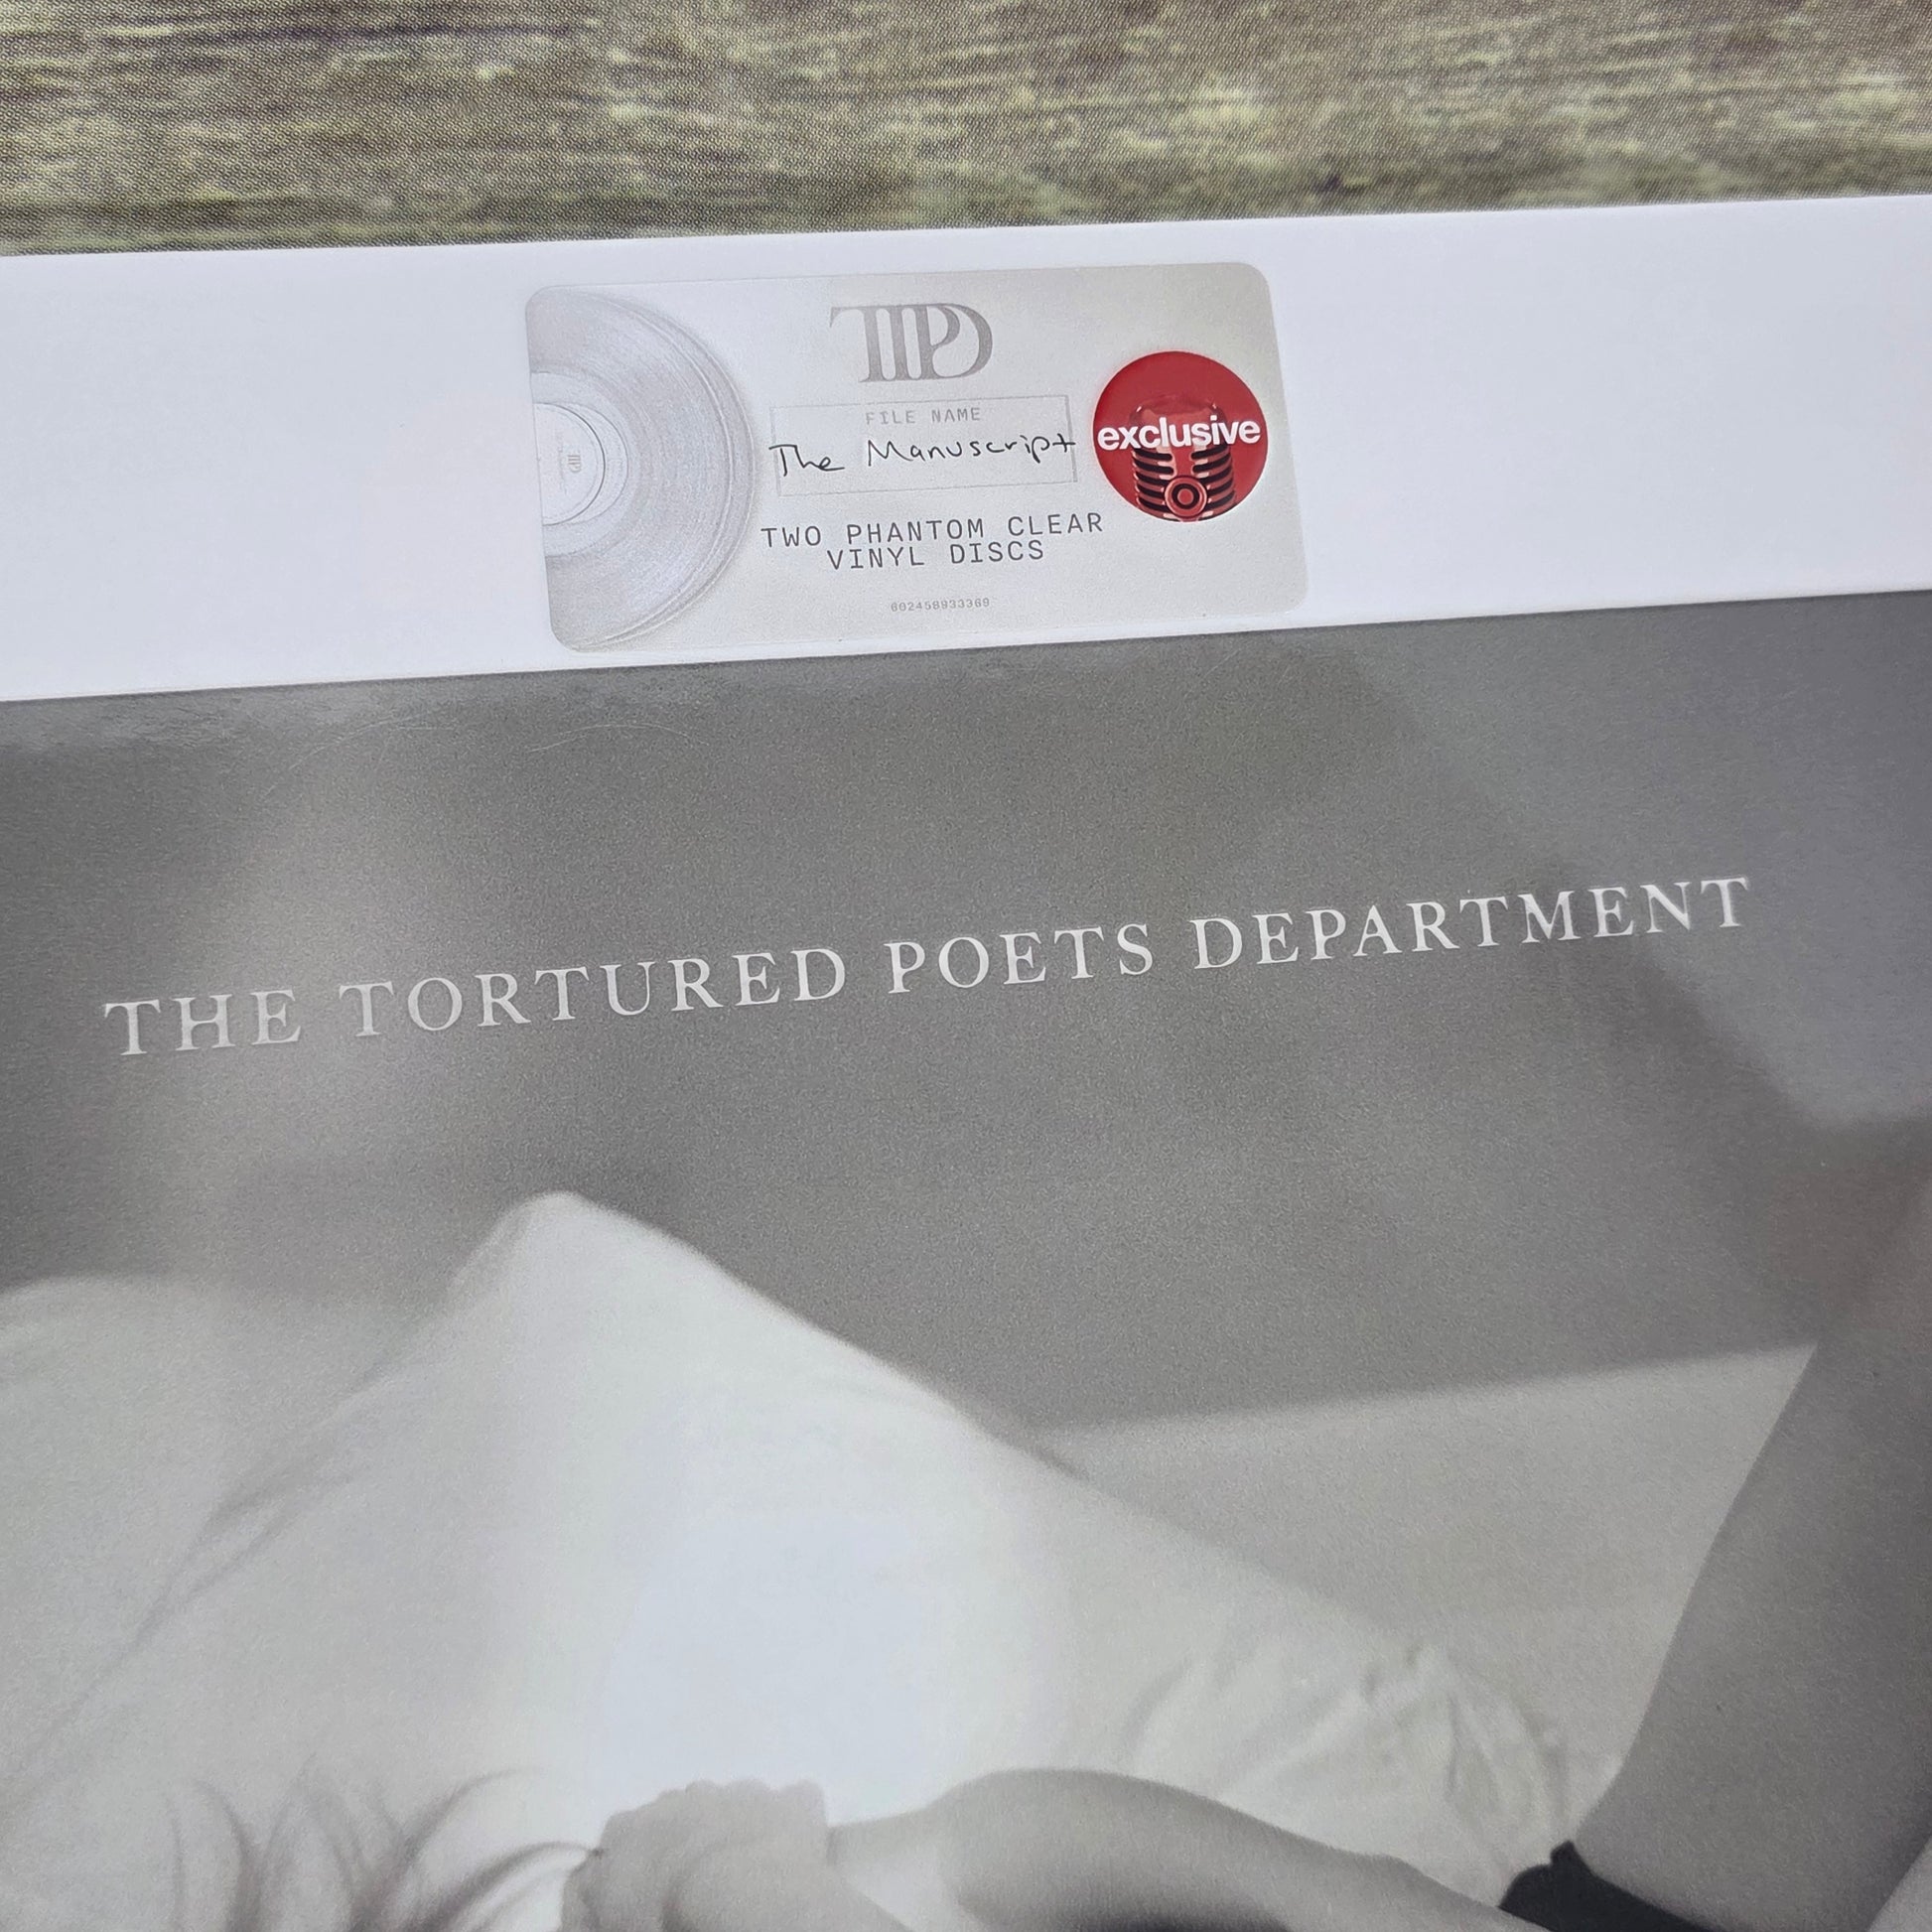 TTPD
FILE NAME
The Manuscript
exclusive
TWO PHANTOM CLEAR
VINYL DISCS
602458933369
THE TORTURED POETS DEPARTMENT